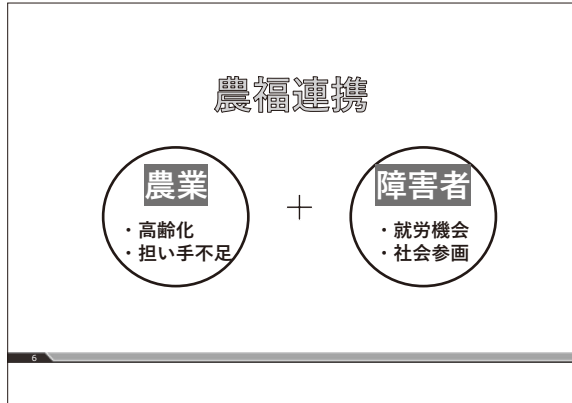 農福連携
農業
・高齢化
・担い手不足
+
障害者
・就労機会
・社会参画
6